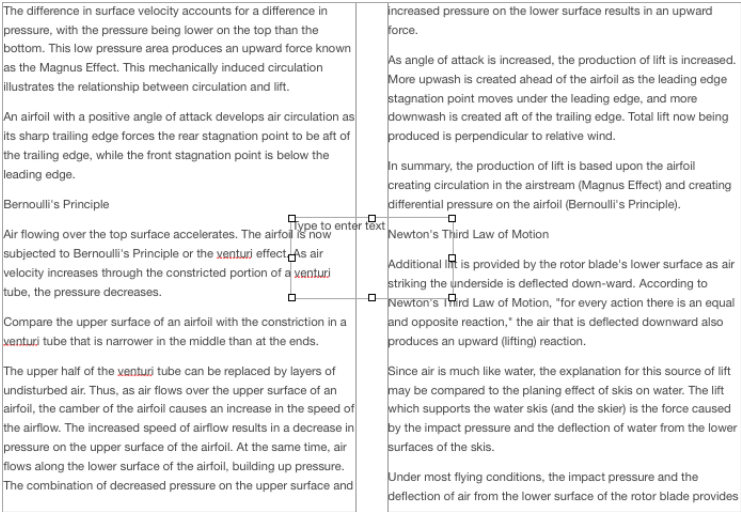 The difference in surface velocity accounts for a difference in
pressure, with the pressure being lower on the top than the
bottom. This low pressure area produces an upward force known
as the Magnus Effect. This mechanically induced circulation
illustrates the relationship between circulation and lift.
An airfoil with a positive angle of attack develops air circulation as
its sharp trailing edge forces the rear stagnation point to be aft of
the trailing edge, while the front stagnation point is below the
leading edge.
Bernoulli's Principle
Air flowing over the top surface accelerates. The airfoil is now
subjected to Bernoulli's Principle or the venturi effect. As air
velocity increases through the constricted portion of a venturi
tube, the pressure decreases.
Compare the upper surface of an airfoil with the constriction in a
venturi tube that is narrower in the middle than at the ends.
The upper half of the venturi tube can be replaced by layers of
undisturbed air. Thus, as air flows over the upper surface of an
airfoil, the camber of the airfoil causes an increase in the speed of
the airflow. The increased speed of airflow results in a decrease in
pressure on the upper surface of the airfoil. At the same time, air
flows along the lower surface of the airfoil, building up pressure.
The combination of decreased pressure on the upper surface and
Type to enter text
increased pressure on the lower surface results in an upward
force.
As angle of attack is increased, the production of lift is increased.
More upwash is created ahead of the airfoil as the leading edge
stagnation point moves under the leading edge, and more
downwash is created aft of the trailing edge. Total lift now being
produced is perpendicular to relative wind.
In summary, the production of lift is based upon the airfoil
creating circulation in the airstream (Magnus Effect) and creating
differential pressure on the airfoil (Bernoulli's Principle).
Newton's Third Law of Motion
Additional lift is provided by the rotor blade's lower surface as air
striking the underside is deflected down-ward. According to
Newton's Third Law of Motion, "for every action there is an equal
and opposite reaction," the air that is deflected downward also
produces an upward (lifting) reaction.
Since air is much like water, the explanation for this source of lift
may be compared to the planing effect of skis on water. The lift
which supports the water skis (and the skier) is the force caused
by the impact pressure and the deflection of water from the lower
surfaces of the skis.
Under most flying conditions, the impact pressure and the
deflection of air from the lower surface of the rotor blade provides